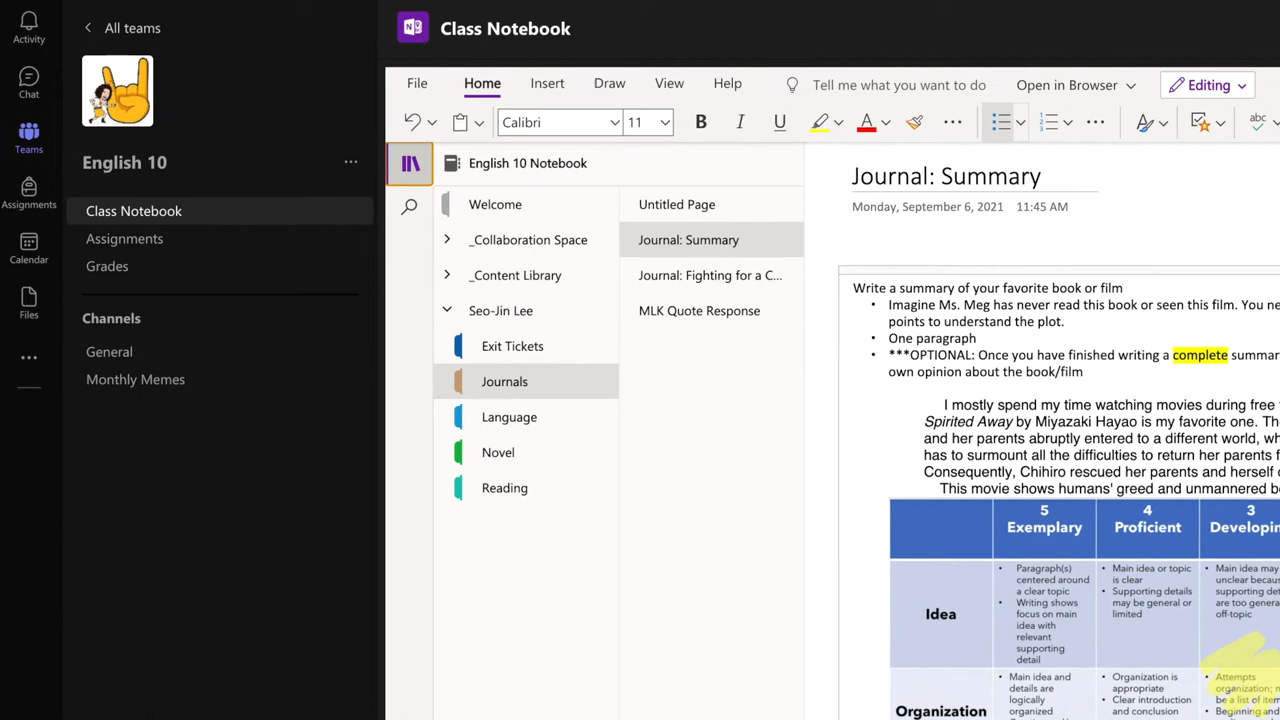 Activity
Chat
Teams
Assignments
Calendar
Files
All teams
English 10
Class Notebook
Assignments
Grades
Channels
General
Monthly Memes
Class Notebook
File Home Insert Draw View Help Tell me what you want to do Open in Browser Editing
Calibri 11 B I U A abc
English 10 Notebook
Welcome
_Collaboration Space
_Content Library
Seo-Jin Lee
Exit Tickets
Journals
Language
Novel
Reading
Untitled Page
Journal: Summary
Journal: Fighting for a C...
MLK Quote Response
Journal: Summary
Monday, September 6, 2021 11:45 AM
Write a summary of your favorite book or film
• Imagine Ms. Meg has never read this book or seen this film. You
points to understand the plot.
• One paragraph
• ***OPTIONAL: Once you have finished writing a complete
own opinion about the book/film
I mostly spend my time watching movies during free
Spirited Away by Miyazaki Hayao is my favorite one.
and her parents abruptly entered to a different world,
has to surmount all the difficulties to return her parents
Consequently, Chihiro rescued her parents and herself
This movie shows humans' greed and unmannered
5
Exemplary
4
Proficient
3
Idea
• Paragraph(s)
centered around
a clear topic
• Writing shows
focus on main
idea with
relevant
supporting
detail
• Main idea or topic
is clear
• Supporting details
may be general or
limited
• Main idea may
unclear
supporting
are too
off-topic
Organization
• Main idea and
details are
logically
organized
• Organization is
appropriate
• Clear introduction
and conclusion
• Attempts
organization;
be a list of
• Beginning and